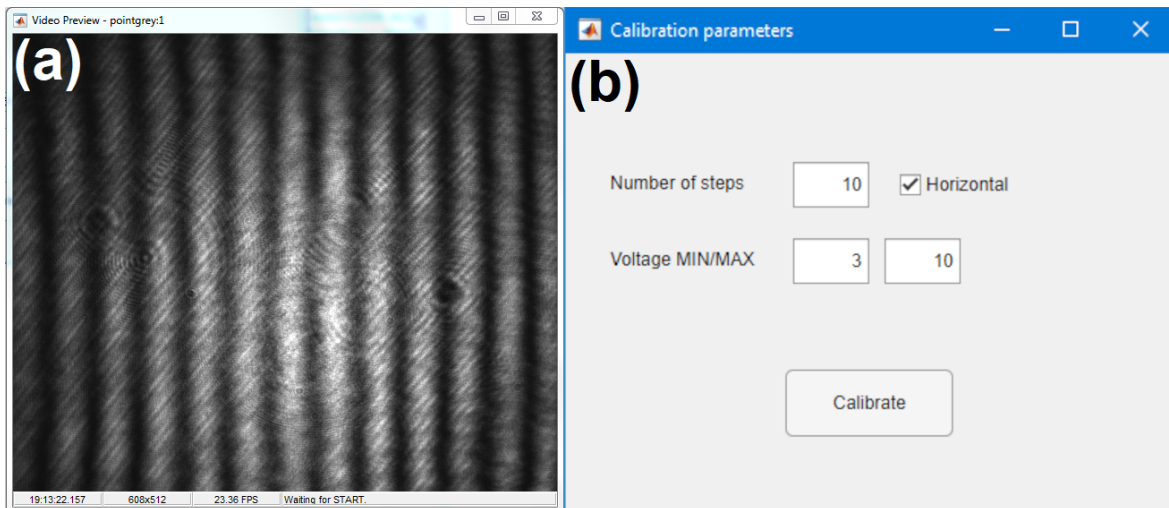 Video Preview - pointgrey:1
(a)
19:13:22.157 608x512 23.36 FPS Waiting for START.
Calibration parameters
(b)
Number of steps 10 Horizontal
Voltage MIN/MAX 3 10
Calibrate